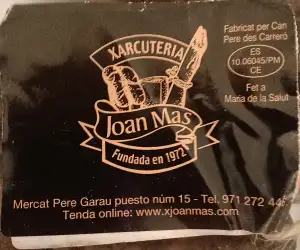 XARCUTERIA
Joan Mas
Fundada en 1972
Fabricat per Can
Pere des Carreró
ES
10.06045/PM
CE
Fet a
Maria de la Salut
Mercat Pere Garau puesto núm 15 - Tel. 971 272 44
Tenda online: www.xjoanmas.com